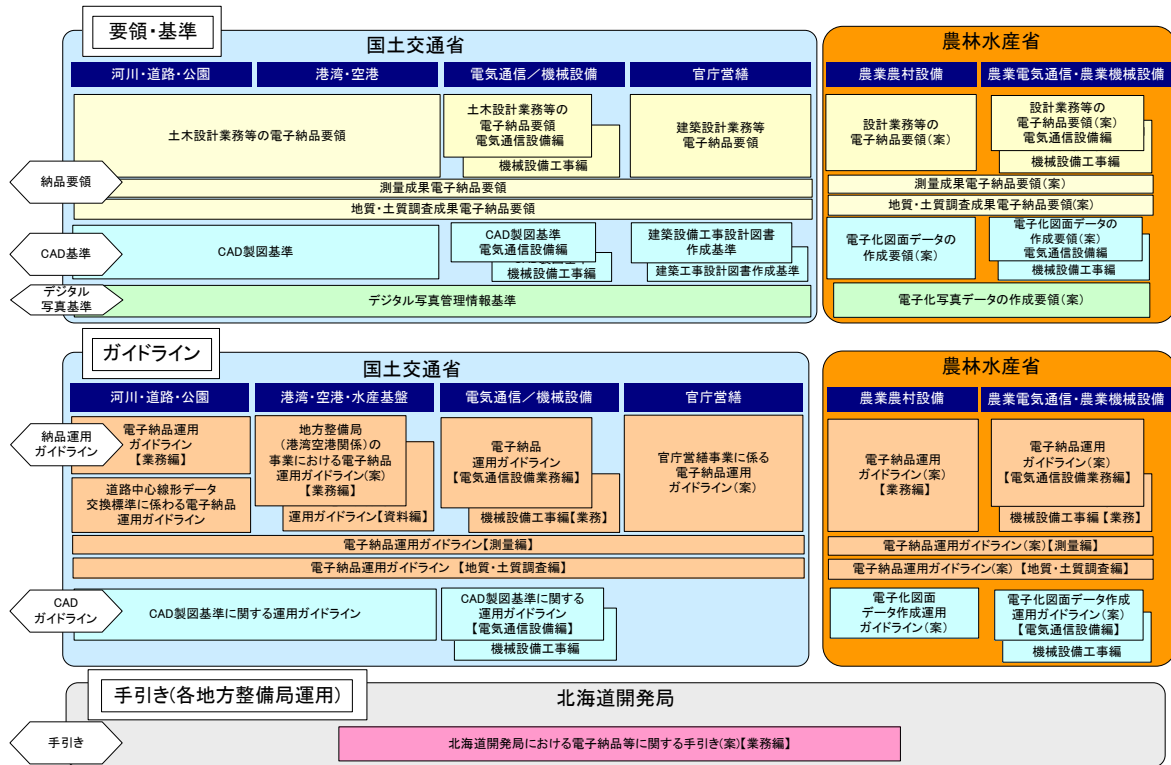 要領・基準
国土交通省
農林水産省
河川・道路・公園
港湾・空港
電気通信／機械設備
官庁営繕
農業農村設備
農業電気通信・農業機械設備
納品要領
土木設計業務等の電子納品要領
土木設計業務等の
電子納品要領
電気通信設備編
機械設備工事編
建築設計業務等
電子納品要領
設計業務等の
電子納品要領(案)
設計業務等の
電子納品要領(案)
電気通信設備編
機械設備工事編
測量成果電子納品要領
測量成果電子納品要領(案)
地質・土質調査成果電子納品要領
地質・土質調査成果電子納品要領(案)
CAD基準
CAD製図基準
CAD製図基準
電気通信設備編
機械設備工事編
建築設備工事設計図書
作成基準
建築工事設計図書作成基準
電子化図面データの
作成要領(案)
電子化図面データの
作成要領(案)
電気通信設備編
機械設備工事編
デジタル
写真基準
デジタル写真管理情報基準
電子化写真データの作成要領(案)
ガイドライン
国土交通省
農林水産省
河川・道路・公園
港湾・空港・水産基盤
電気通信／機械設備
官庁営繕
農業農村設備
農業電気通信・農業機械設備
納品運用
ガイドライン
電子納品運用
ガイドライン
【業務編】
道路中心線形データ
交換標準に係わる電子納品
運用ガイドライン
地方整備局
(港湾空港関係)の
事業における電子納品
運用ガイドライン(案)
【業務編】
運用ガイドライン【資料編】
電子納品
運用ガイドライン
【電気通信設備業務編】
機械設備工事編【業務】
官庁営繕事業に係る
電子納品運用
ガイドライン(案)
電子納品運用
ガイドライン(案)
【業務編】
電子納品運用
ガイドライン(案)
【電気通信設備業務編】
機械設備工事編【業務】
電子納品運用ガイドライン【測量編】
電子納品運用ガイドライン(案)【測量編】
電子納品運用ガイドライン 【地質・土質調査編】
電子納品運用ガイドライン(案) 【地質・土質調査編】
CAD
ガイドライン
CAD製図基準に関する運用ガイドライン
CAD製図基準に関する
運用ガイドライン
【電気通信設備編】
機械設備工事編
電子化図面
データ作成運用
ガイドライン(案)
電子化図面データ作成
運用ガイドライン(案)
【電気通信設備編】
機械設備工事編
手引き(各地方整備局運用)
北海道開発局
手引き
北海道開発局における電子納品等に関する手引き(案)【業務編】